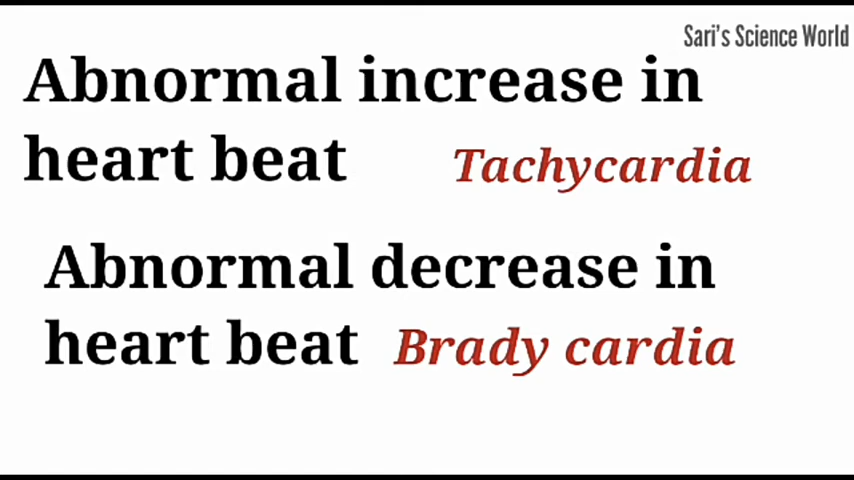 Sari's Science World
Abnormal increase in
heart beat Tachycardia
Abnormal decrease in
heart beat Brady cardia